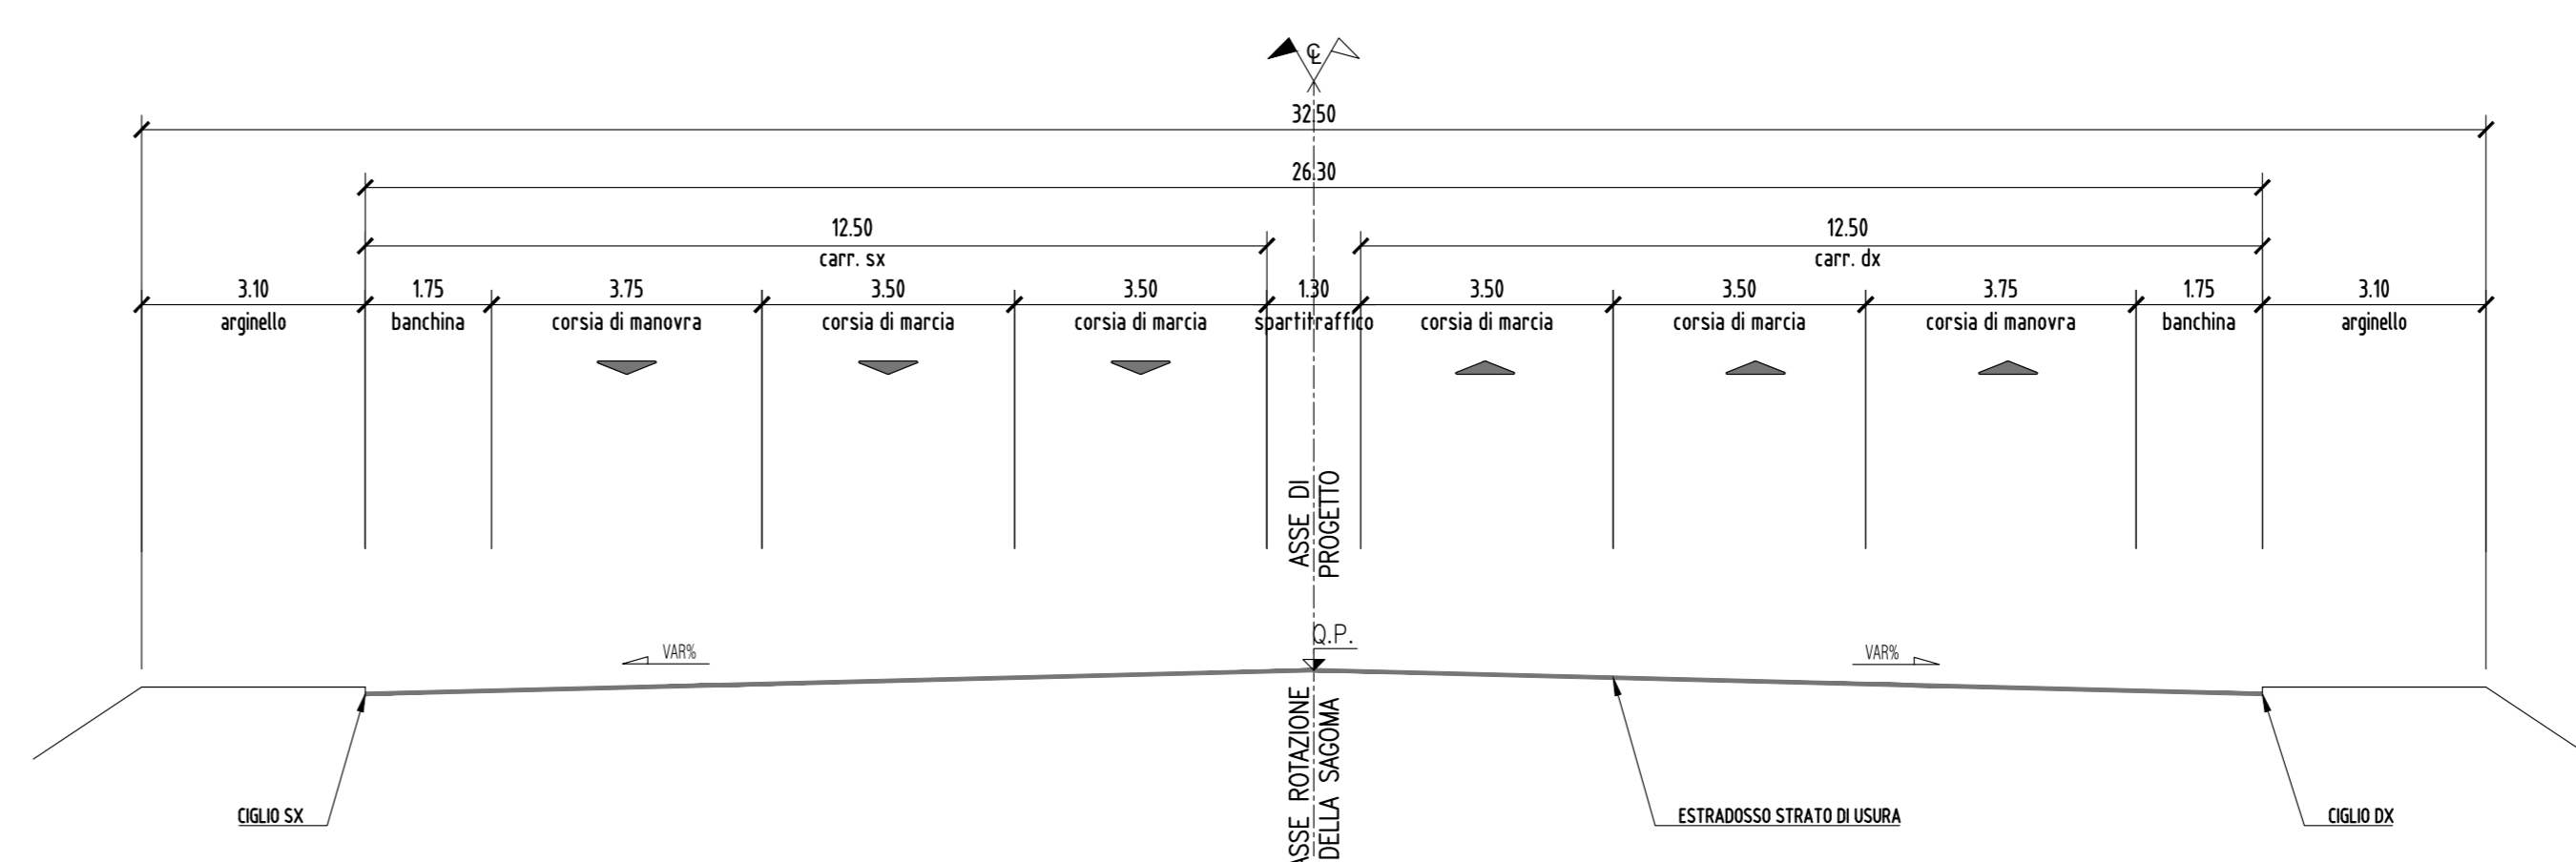 ℄
32.50
26.30
12.50 12.50
carr. sx carr. dx
3.10 1.75 3.75 3.50 3.50 1.30 3.50 3.50 3.75 1.75 3.10
arginello banchina corsia di manovra corsia di marcia corsia di marcia spartitraffico corsia di marcia corsia di marcia corsia di manovra banchina arginello
ASSE DI
PROGETTO
Q.P.
VAR% VAR%
ASSE ROTAZIONE
DELLA SAGOMA
CIGLIO SX ESTRADOSSO STRATO DI USURA CIGLIO DX